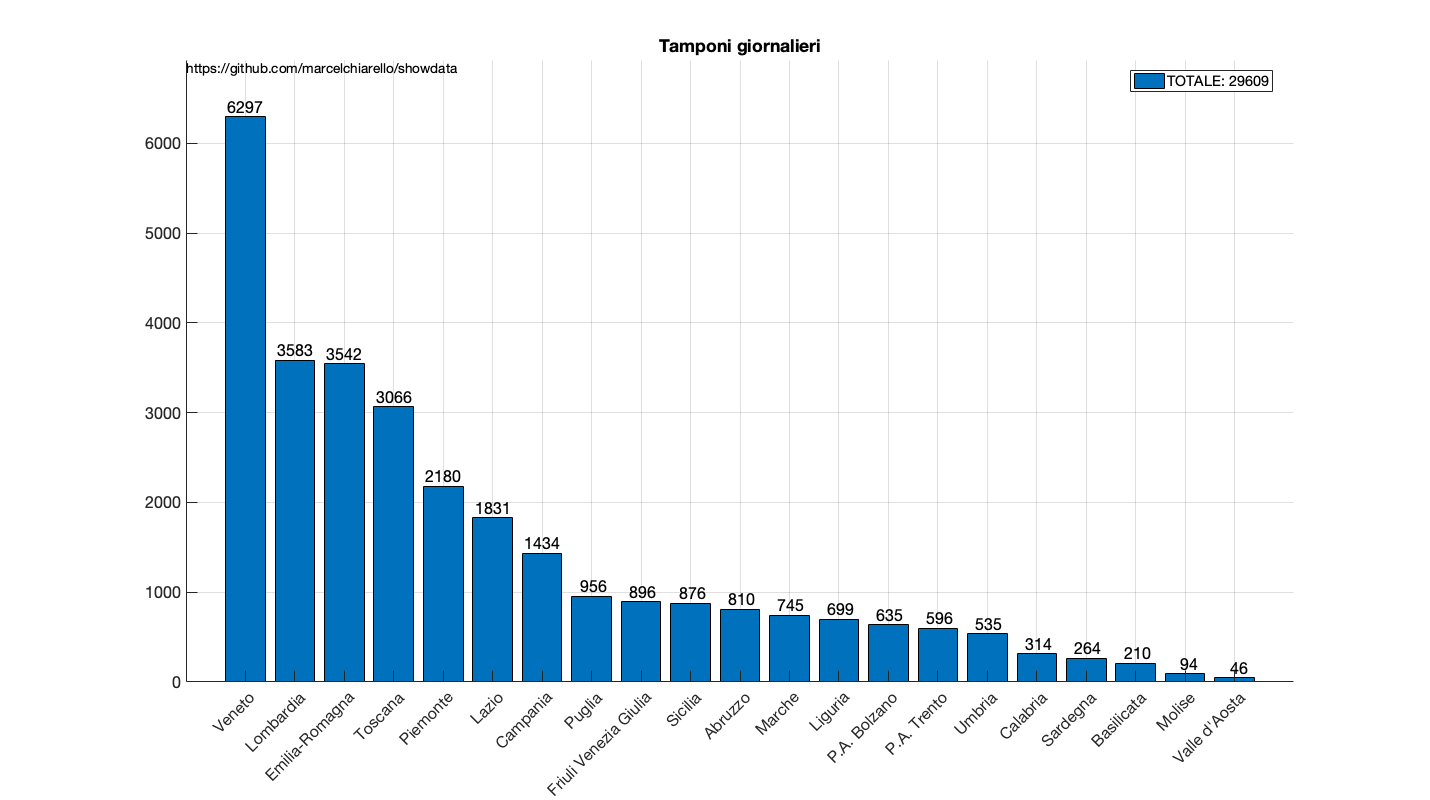 Tamponi giornalieri
https://github.com/marcelchiarello/showdata
TOTALE: 29609
6297
3583
3542
3066
2180
1831
1434
956
896
876
810
745
699
635
596
535
314
264
210
94
46
6000
5000
4000
3000
2000
1000
0
Veneto
Lombardia
Emilia-Romagna
Toscana
Piemonte
Lazio
Campania
Puglia
Friuli Venezia Giulia
Sicilia
Abruzzo
Marche
Liguria
P.A. Bolzano
P.A. Trento
Umbria
Calabria
Sardegna
Basilicata
Molise
Valle d'Aosta